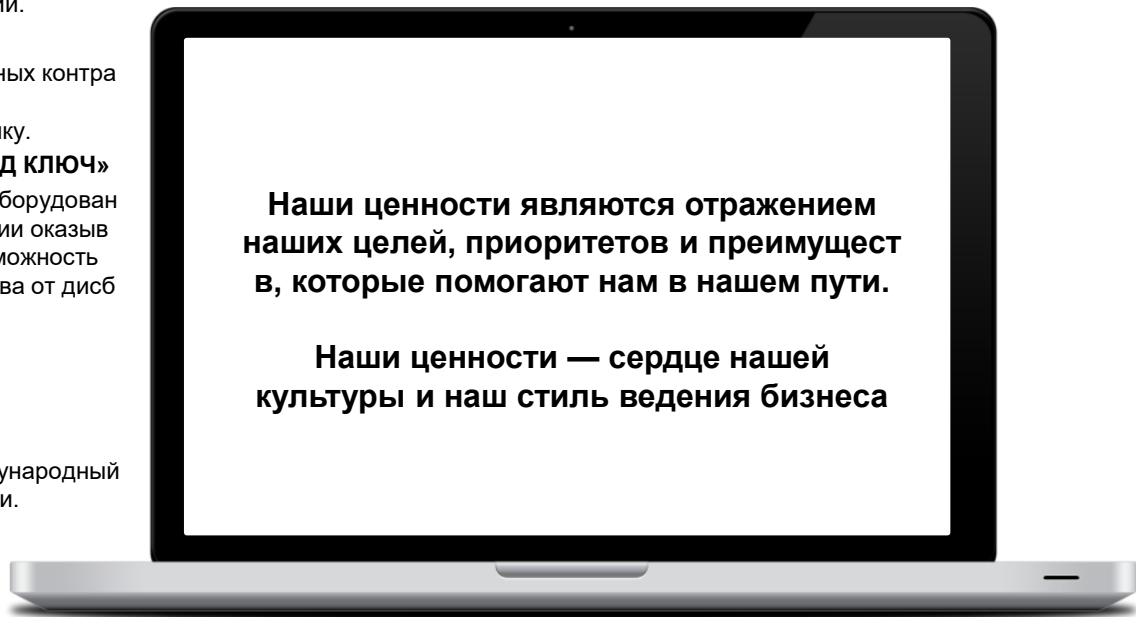 ии.
ных контра
ку.
Д КЛЮЧ»
борудован
ии оказыв
можность
ва от дисб
ународный
и.
Наши ценности являются отражением
наших целей, приоритетов и преимущест
в, которые помогают нам в нашем пути.
Наши ценности — сердце нашей
культуры и наш стиль ведения бизнеса